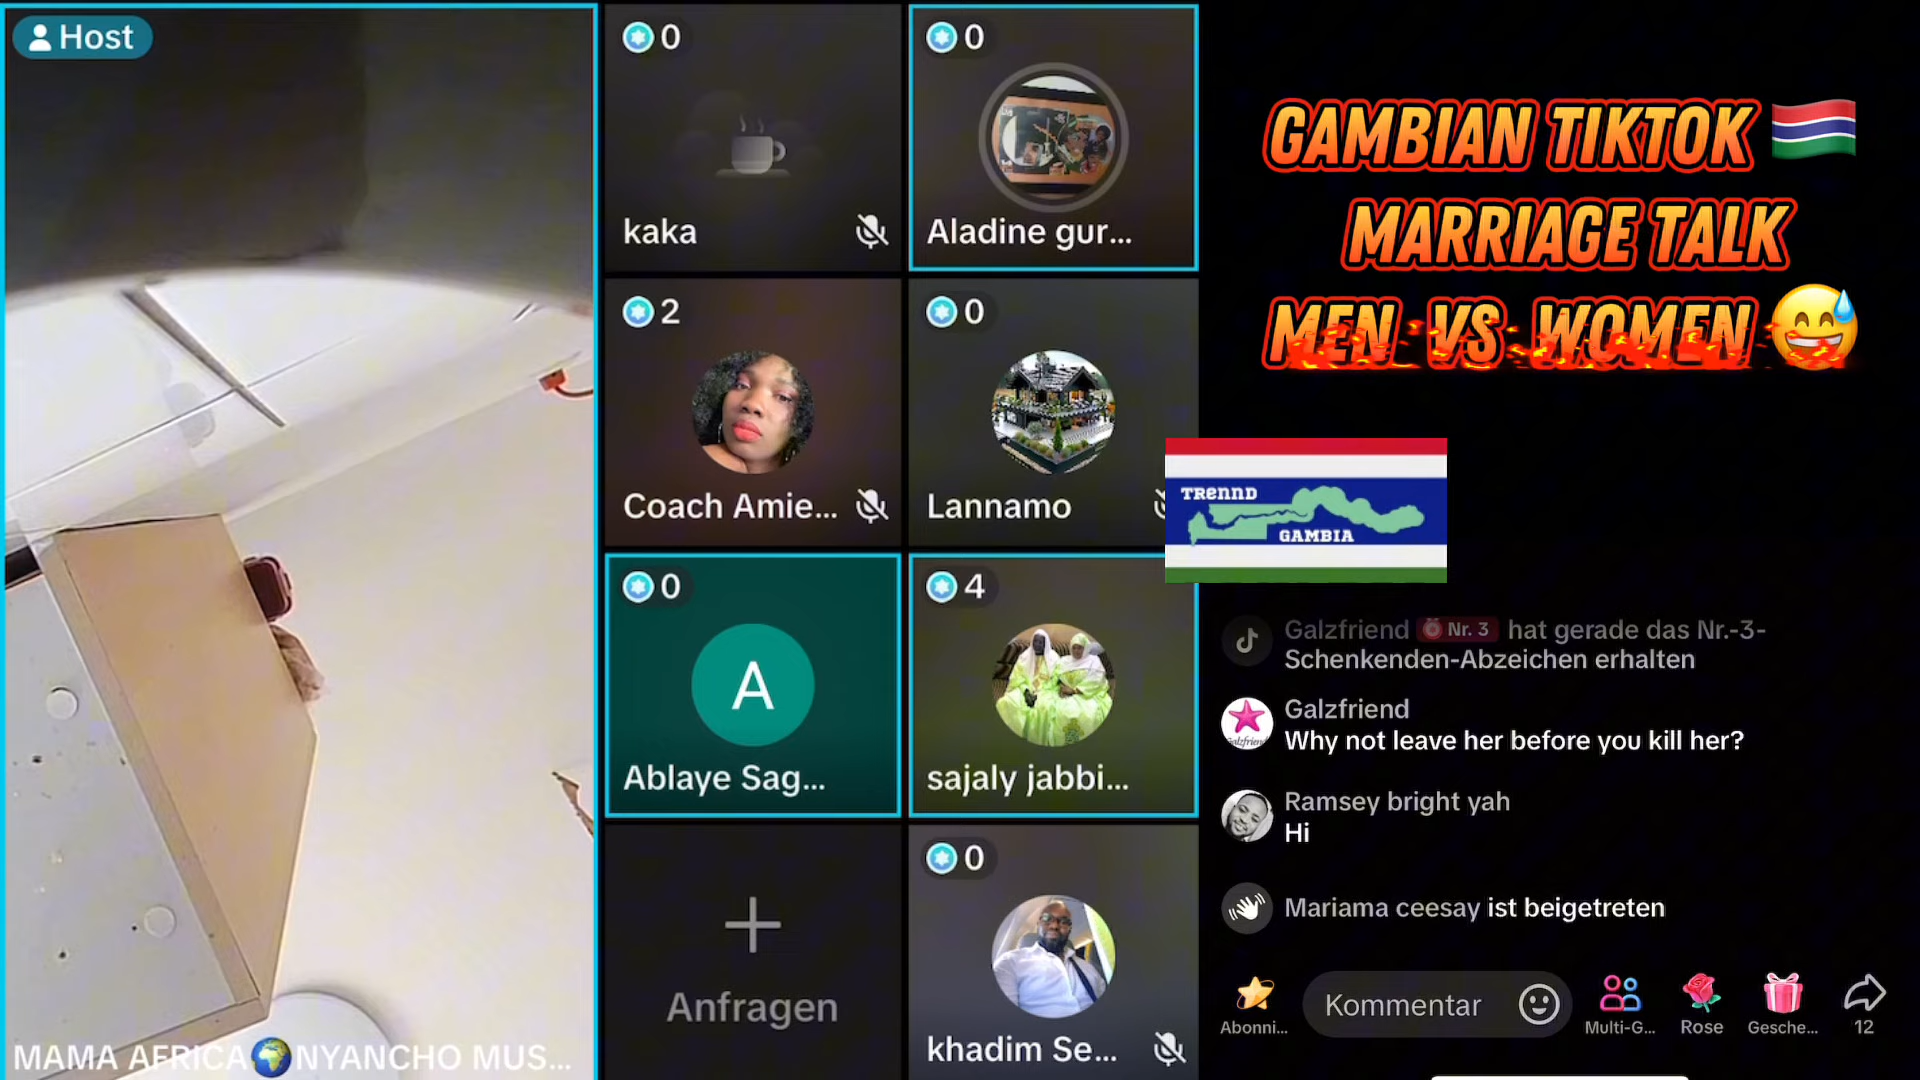 Host
MAMA AFRICA🌍NYANCHO MUS...
0
kaka
0
Aladine gur...
2
Coach Amie...
0
Lannamo
0
A
Ablaye Sag...
4
sajaly jabbi...
Anfragen
0
khadim Se...
GAMBIAN TIKTOK 🇬🇲
MARRIAGE TALK
MEN VS WOMEN 😅
TRENND
GAMBIA
Galzfriend Nr. 3 hat gerade das Nr.-3-
Schenkenden-Abzeichen erhalten
Galzfriend
Why not leave her before you kill her?
Galzfriend
Ramsey bright yah
Hi
Mariama ceesay ist beigetreten
Abonni...
Kommentar
Multi-G...
Rose
Gesche...
12